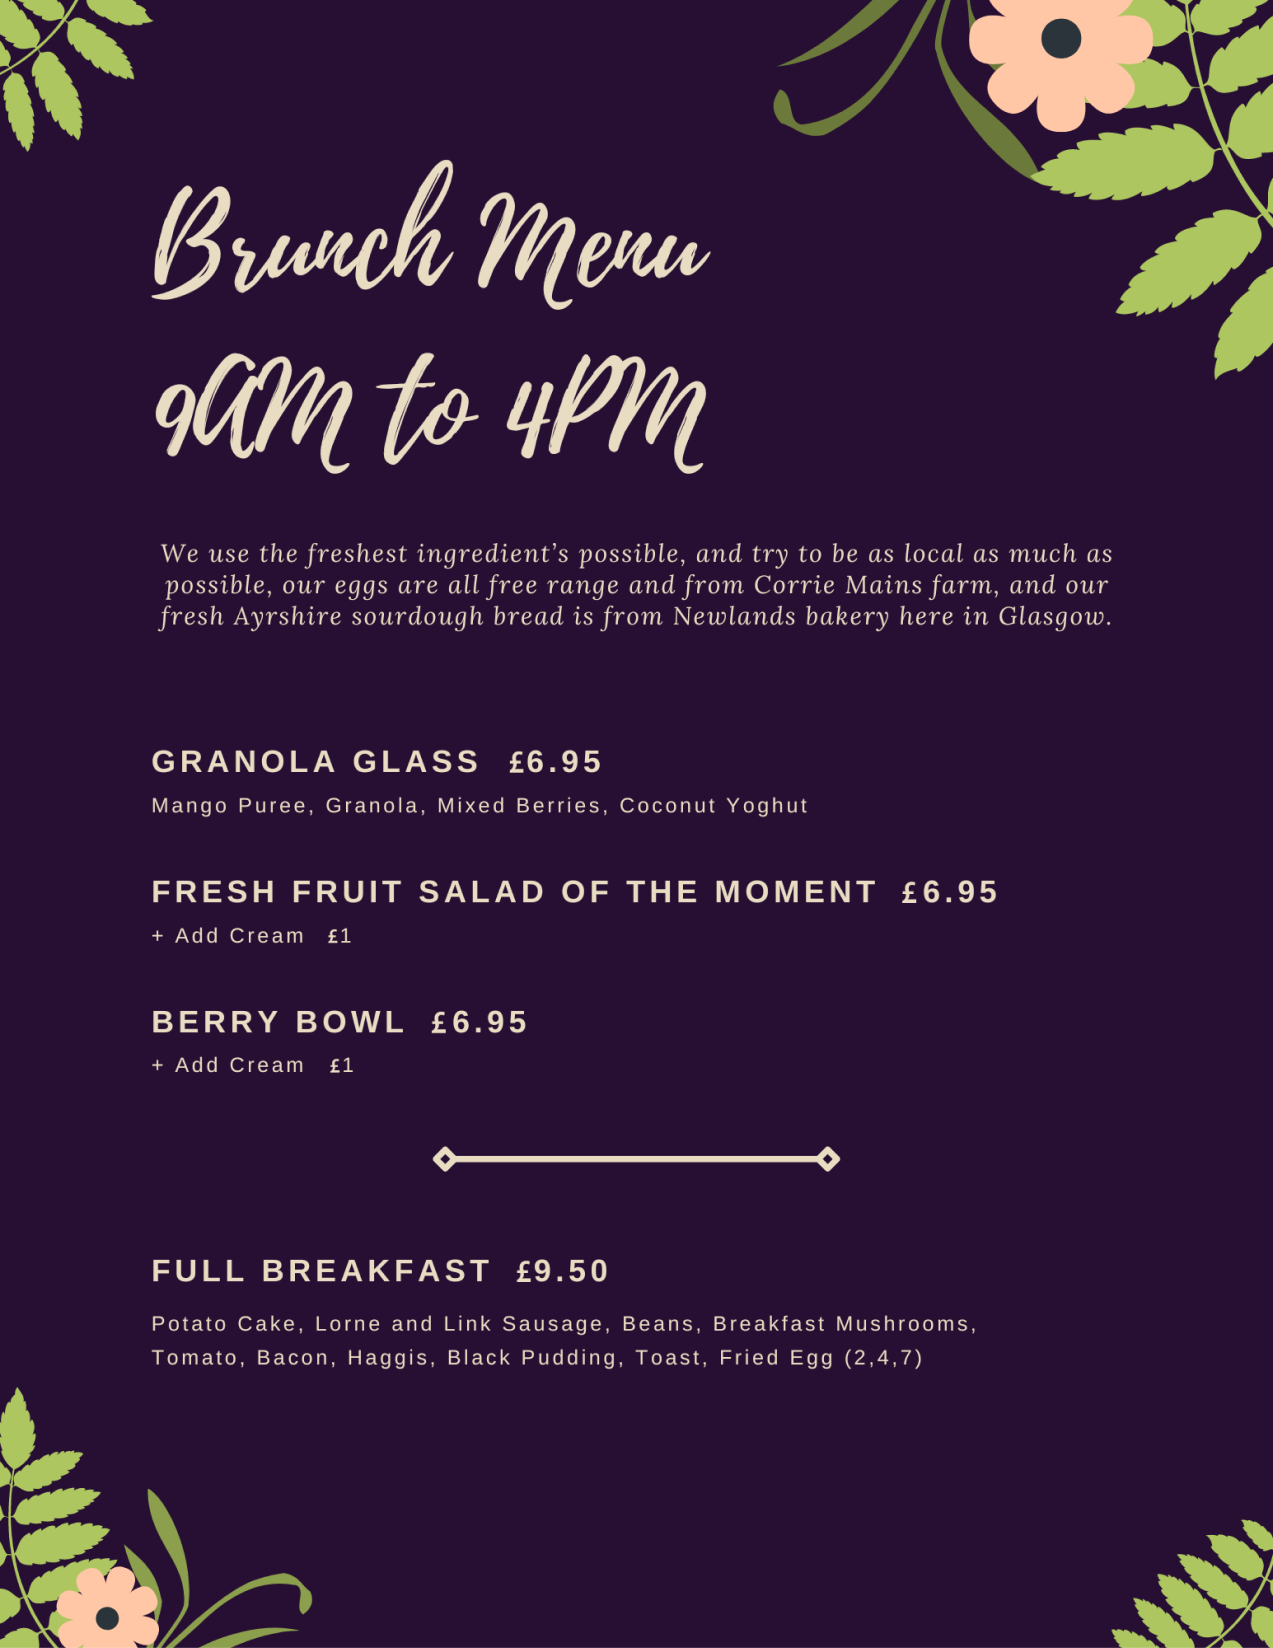 Brunch Menu
9AM to 4PM
We use the freshest ingredient’s possible, and try to be as local as much as
possible, our eggs are all free range and from Corrie Mains farm, and our
fresh Ayrshire sourdough bread is from Newlands bakery here in Glasgow.
GRANOLA GLASS £6.95
Mango Puree, Granola, Mixed Berries, Coconut Yoghut
FRESH FRUIT SALAD OF THE MOMENT £6.95
+ Add Cream £1
BERRY BOWL £6.95
+ Add Cream £1
FULL BREAKFAST £9.50
Potato Cake, Lorne and Link Sausage, Beans, Breakfast Mushrooms,
Tomato, Bacon, Haggis, Black Pudding, Toast, Fried Egg (2,4,7)